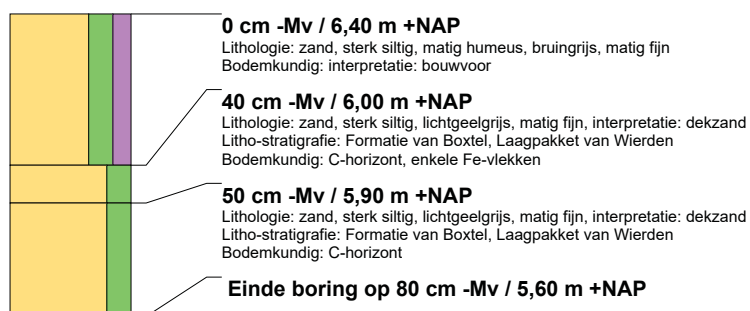 0 cm -Mv / 6,40 m +NAP
Lithologie: zand, sterk siltig, matig humeus, bruingrijs, matig fijn
Bodemkundig: interpretatie: bouwvoor
40 cm -Mv / 6,00 m +NAP
Lithologie: zand, sterk siltig, lichtgeelgrijs, matig fijn, interpretatie: dekzand
Litho-stratigrafie: Formatie van Boxtel, Laagpakket van Wierden
Bodemkundig: C-horizont, enkele Fe-vlekken
50 cm -Mv / 5,90 m +NAP
Lithologie: zand, sterk siltig, lichtgeelgrijs, matig fijn, interpretatie: dekzand
Litho-stratigrafie: Formatie van Boxtel, Laagpakket van Wierden
Bodemkundig: C-horizont
Einde boring op 80 cm -Mv / 5,60 m +NAP